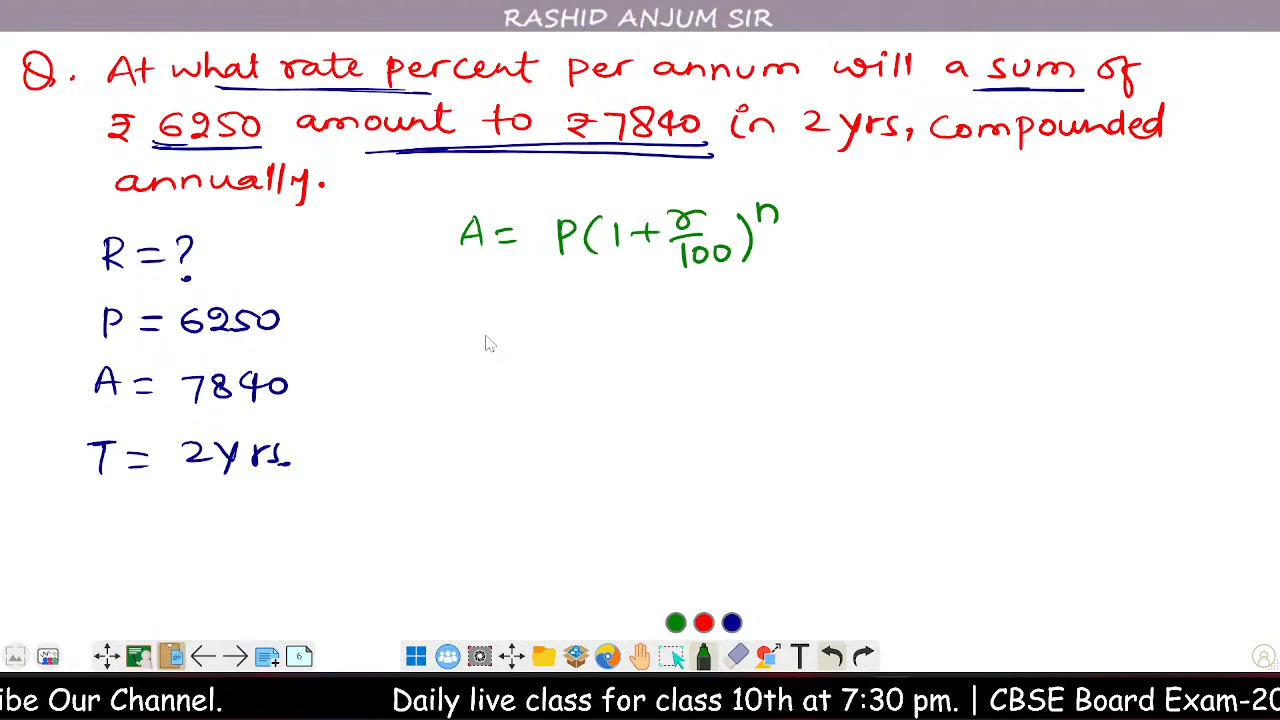 RASHID ANJUM SIR
Q. At what rate percent per annum will a sum of
₹ 6250 amount to ₹7840 in 2yrs, compounded
annually.
A = P(1+r/100)^n
R = ?
P = 6250
A = 7840
T = 2yrs.
6
T
ibe Our Channel. Daily live class for class 10th at 7:30 pm. | CBSE Board Exam-20